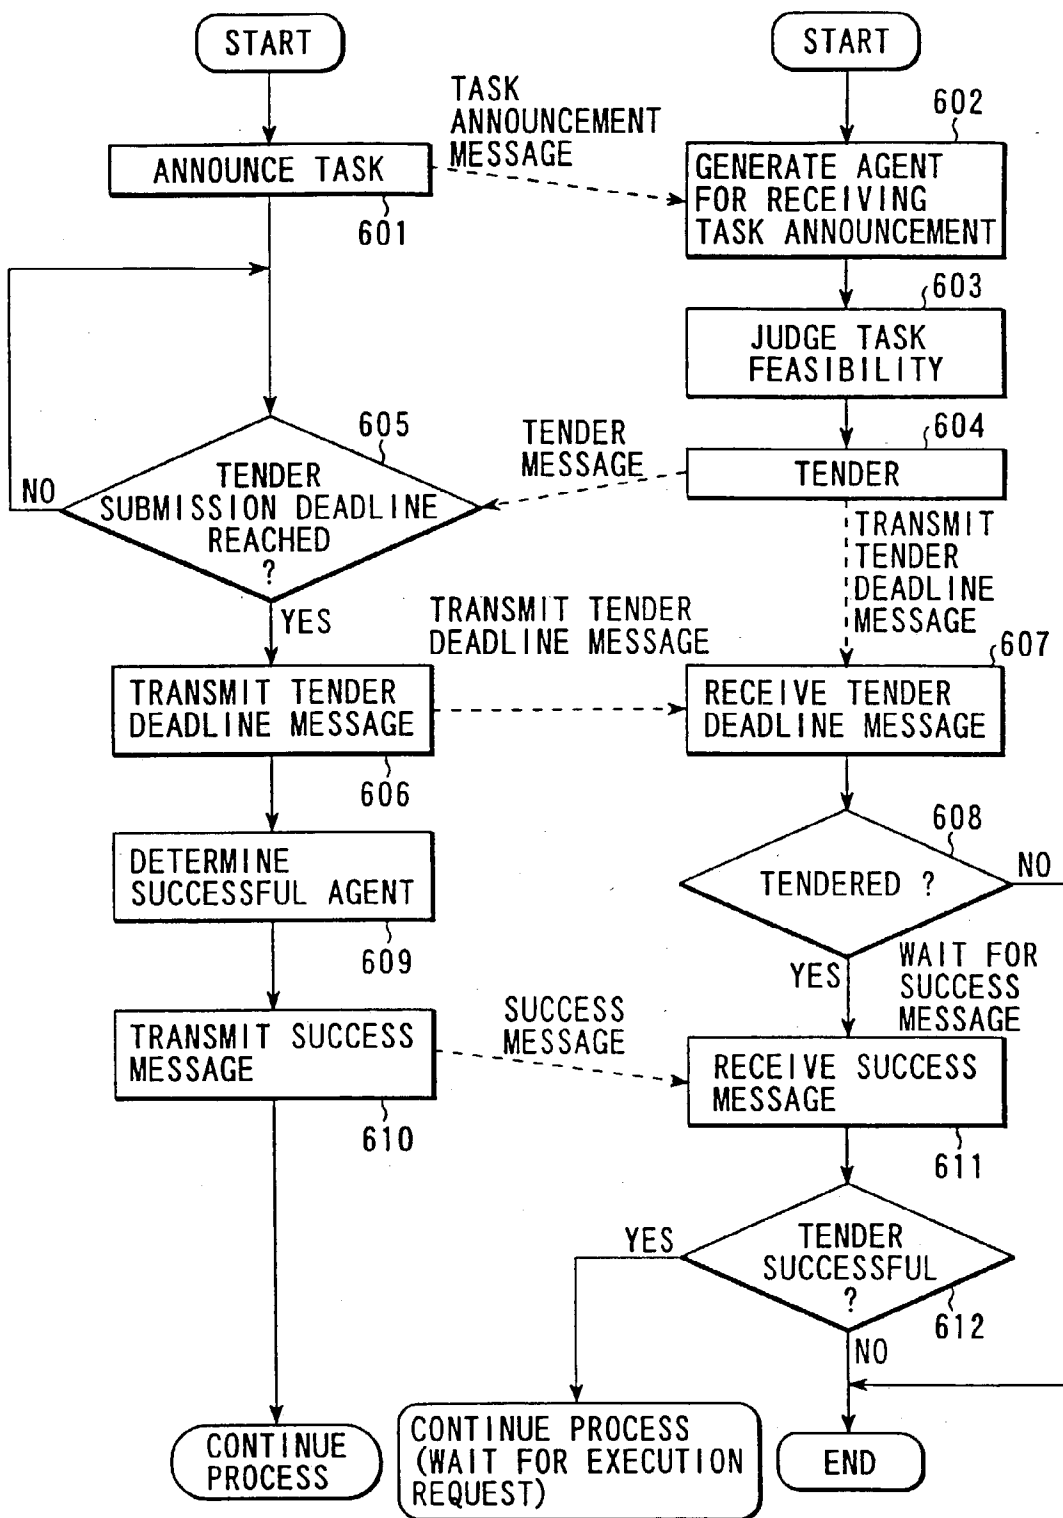 START
START
TASK
ANNOUNCEMENT
MESSAGE
602
ANNOUNCE TASK
601
GENERATE AGENT
FOR RECEIVING
TASK ANNOUNCEMENT
603
JUDGE TASK
FEASIBILITY
605
TENDER
MESSAGE
604
TENDER
NO
TENDER
SUBMISSION DEADLINE
REACHED
?
YES
TRANSMIT
TENDER
DEADLINE
MESSAGE
TRANSMIT TENDER
DEADLINE MESSAGE
607
TRANSMIT TENDER
DEADLINE MESSAGE
606
RECEIVE TENDER
DEADLINE MESSAGE
608
DETERMINE
SUCCESSFUL AGENT
609
TENDERED ?
NO
YES
WAIT FOR
SUCCESS
MESSAGE
SUCCESS
MESSAGE
TRANSMIT SUCCESS
MESSAGE
610
RECEIVE SUCCESS
MESSAGE
611
YES
TENDER
SUCCESSFUL
?
612
NO
CONTINUE
PROCESS
CONTINUE PROCESS
(WAIT FOR EXECUTION
REQUEST)
END